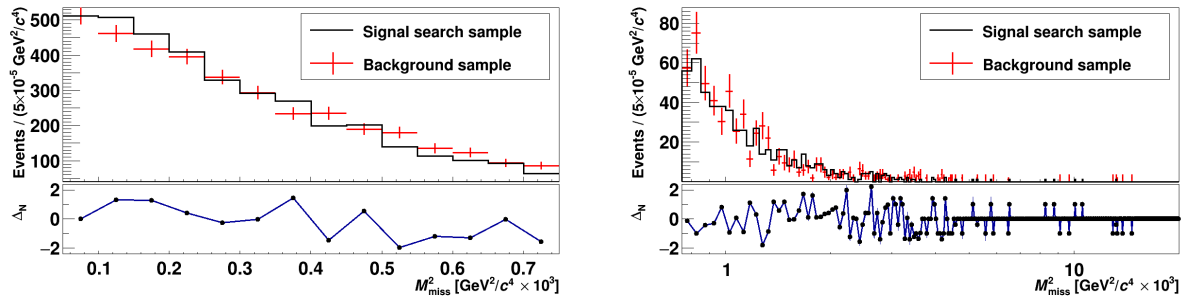 Events / (5×10⁻⁵ GeV²/c⁴)
500
400
300
200
100
Signal search sample
Background sample
Δ_N
2
0
−2
0.1 0.2 0.3 0.4 0.5 0.6 0.7
M²_miss [GeV²/c⁴ × 10³]
Events / (5×10⁻⁵ GeV²/c⁴)
80
60
40
20
0
Signal search sample
Background sample
Δ_N
2
0
−2
1 10
M²_miss [GeV²/c⁴ × 10³]